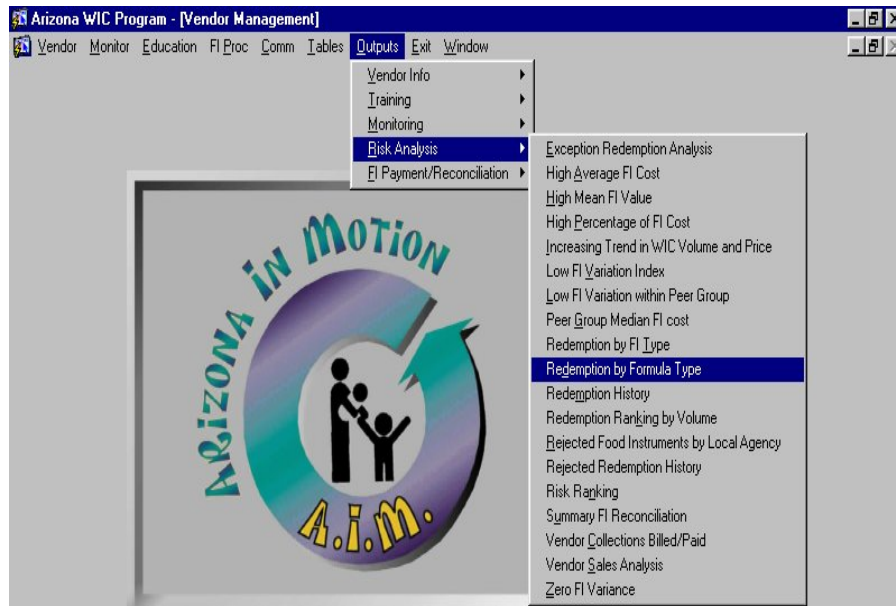 Arizona WIC Program - [Vendor Management]
Vendor Monitor Education FI Proc Comm Tables Outputs Exit Window
Vendor Info
Training
Monitoring
Risk Analysis
FI Payment/Reconciliation
Exception Redemption Analysis
High Average FI Cost
High Mean FI Value
High Percentage of FI Cost
Increasing Trend in WIC Volume and Price
Low FI Variation Index
Low FI Variation within Peer Group
Peer Group Median FI cost
Redemption by FI Type
Redemption by Formula Type
Redemption History
Redemption Ranking by Volume
Rejected Food Instruments by Local Agency
Rejected Redemption History
Risk Ranking
Summary FI Reconciliation
Vendor Collections Billed/Paid
Vendor Sales Analysis
Zero FI Variance
ARiZONA iN MOTiON
A.i.M.